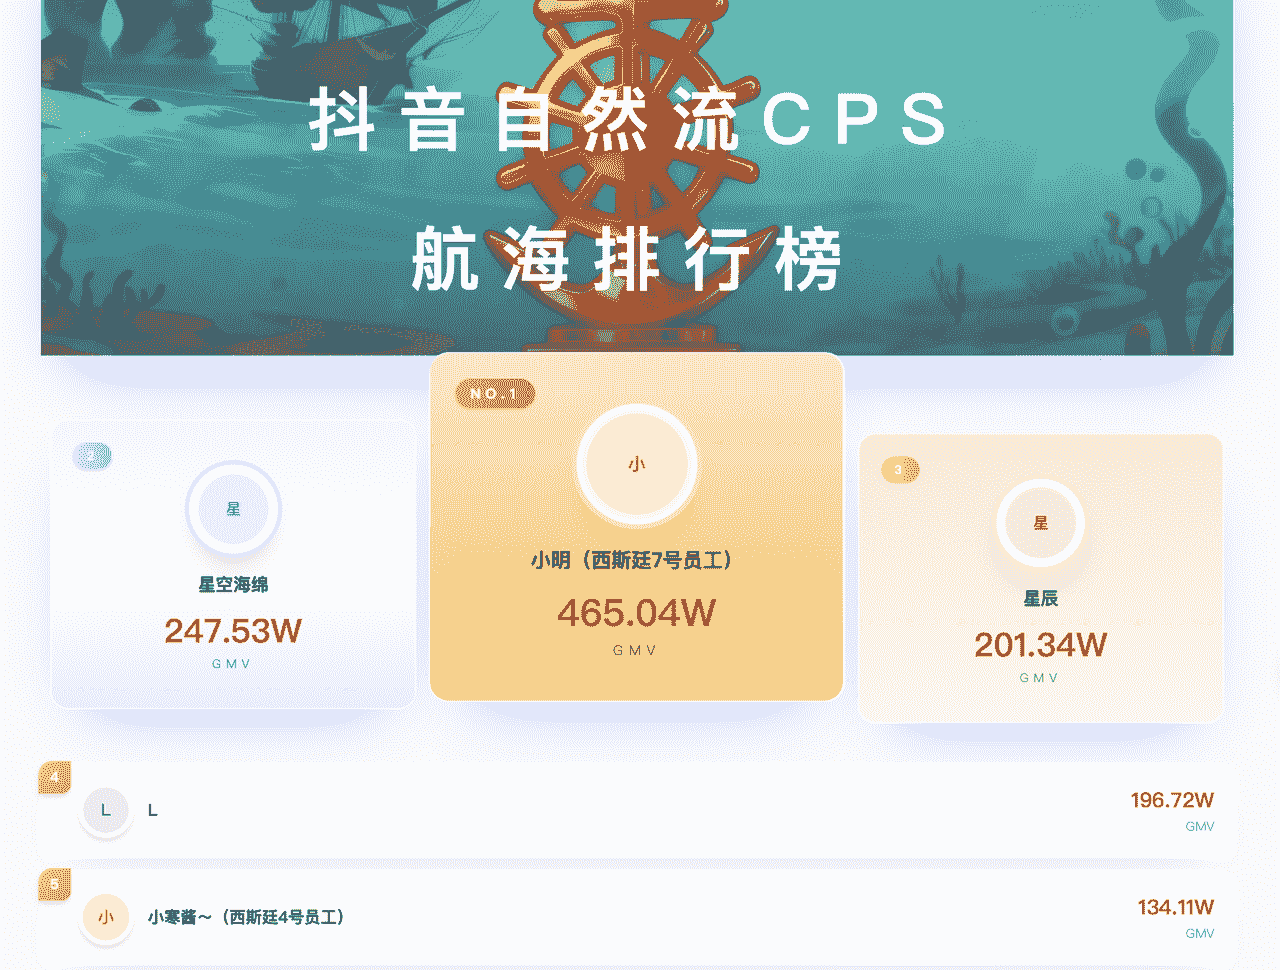 抖音自然流CPS
航海排行榜
NO.1
小
小明（西斯廷7号员工）
465.04W
GMV
2
星
星空海绵
247.53W
GMV
3
星
星辰
201.34W
GMV
4
L
L
196.72W
GMV
5
小
小寒酱～（西斯廷4号员工）
134.11W
GMV